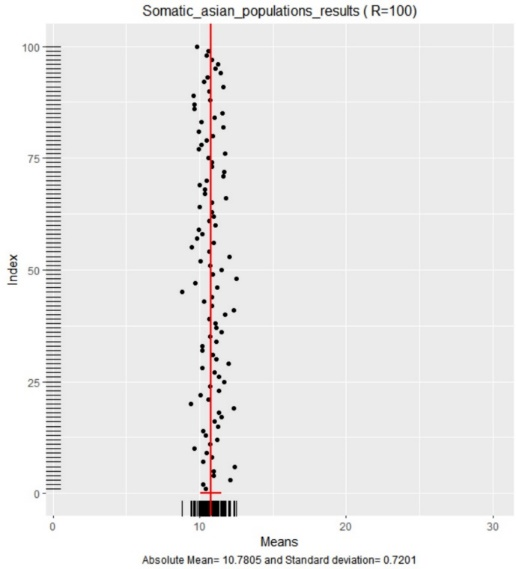 Somatic_asian_populations_results ( R=100)
100
75
50
25
0
Index
0 10 20 30
Means
Absolute Mean= 10.7805 and Standard deviation= 0.7201